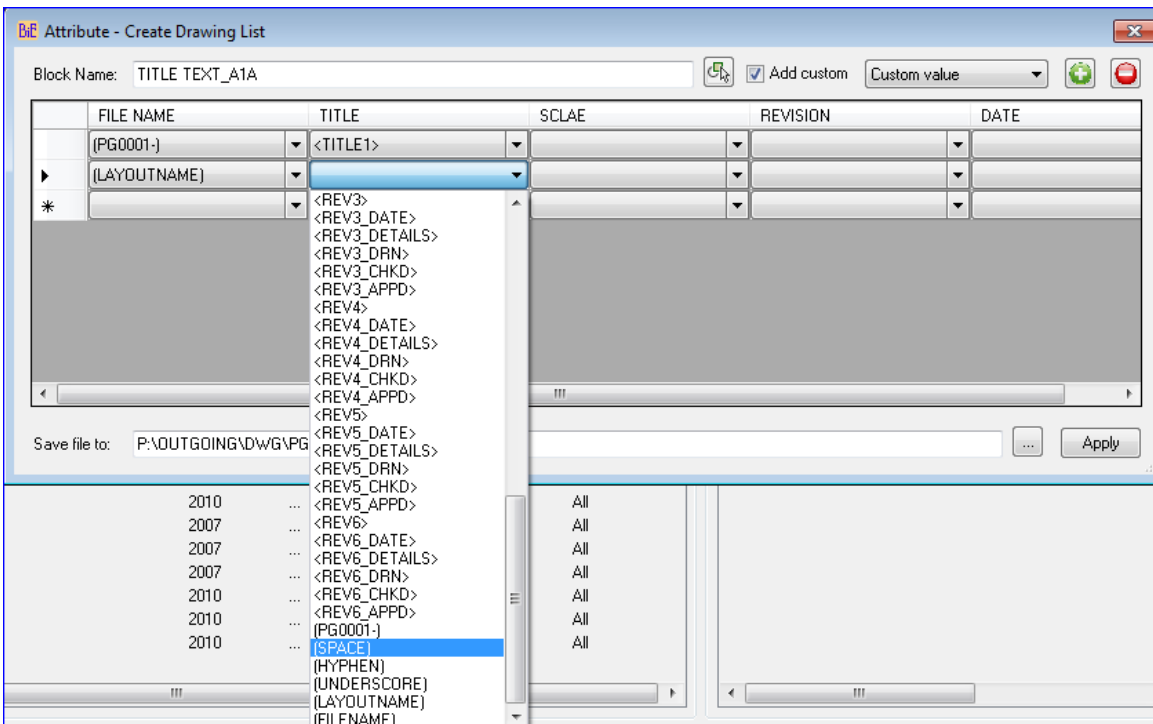 BiE Attribute - Create Drawing List
Block Name: TITLE TEXT_A1A Add custom Custom value
FILE NAME TITLE SCLAE REVISION DATE
(PG0001-) <TITLE1>
(LAYOUTNAME)
<REV3>
<REV3_DATE>
<REV3_DETAILS>
<REV3_DRN>
<REV3_CHKD>
<REV3_APPD>
<REV4>
<REV4_DATE>
<REV4_DETAILS>
<REV4_DRN>
<REV4_CHKD>
<REV4_APPD>
<REV5>
<REV5_DATE>
<REV5_DETAILS>
<REV5_DRN>
<REV5_CHKD>
<REV5_APPD>
<REV6>
<REV6_DATE>
<REV6_DETAILS>
<REV6_DRN>
<REV6_CHKD>
<REV6_APPD>
(PG0001-)
(SPACE)
(HYPHEN)
(UNDERSCORE)
(LAYOUTNAME)
(FILENAME)
Save file to: P:\OUTGOING\DWG\PG ... Apply
2010 ... All
2007 ... All
2007 ... All
2007 ... All
2010 ... All
2010 ... All
2010 ... All